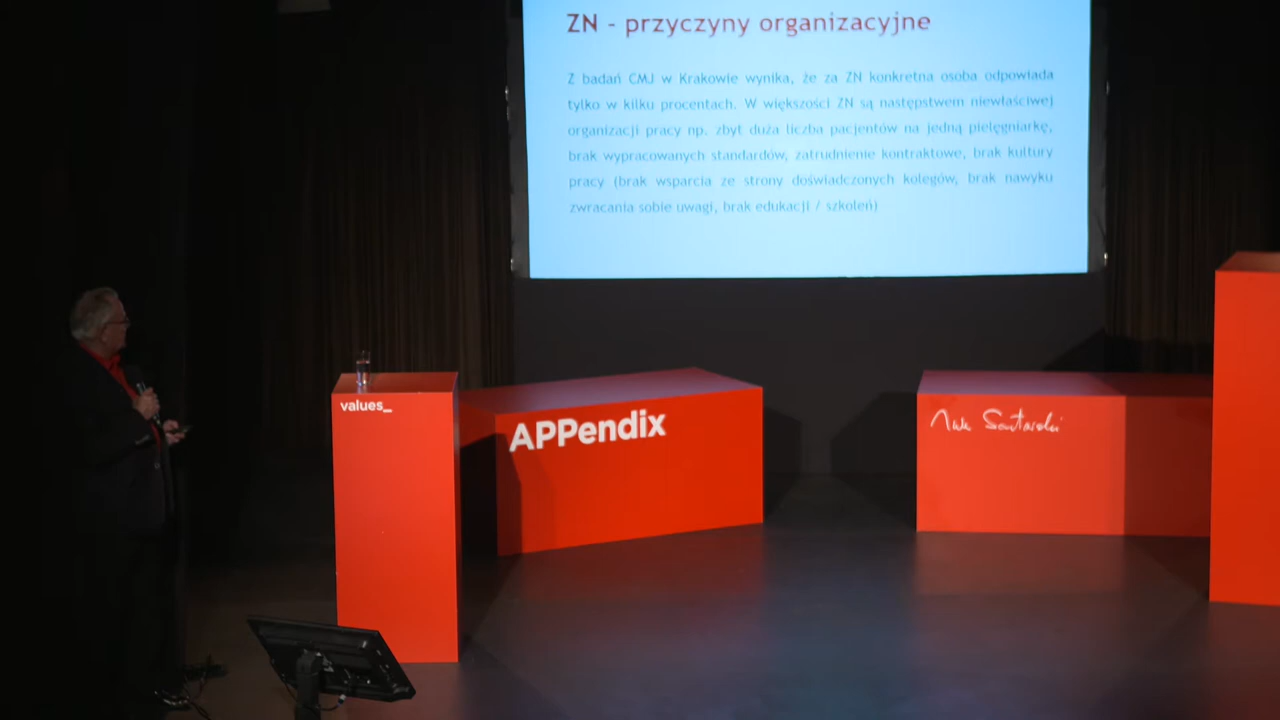 ZN - przyczyny organizacyjne
Z badań CMJ w Krakowie wynika, że za ZN konkretna osoba odpowiada
tylko w kilku procentach. W większości ZN są następstwem niewłaściwej
organizacji pracy np. zbyt duża liczba pacjentów na jedną pielęgniarkę,
brak wypracowanych standardów, zatrudnienie kontraktowe, brak kultury
pracy (brak wsparcia ze strony doświadczonych kolegów, brak nawyku
zwracania sobie uwagi, brak edukacji / szkoleń)
values_
APPendix
Santorski